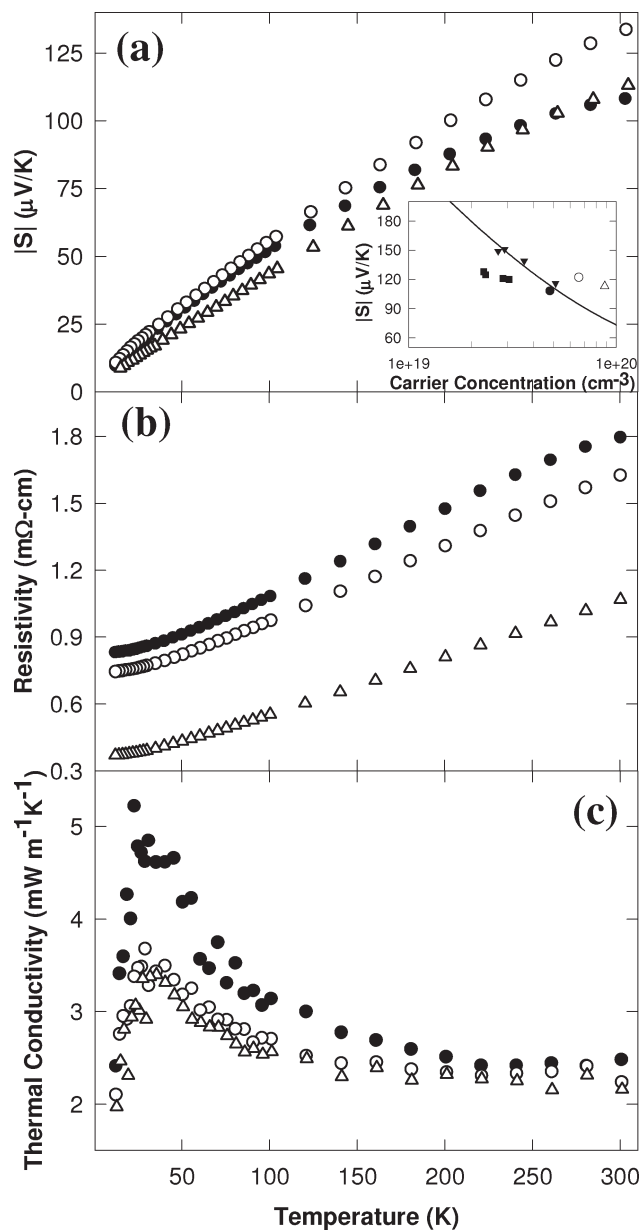 (a)
|S| (μV/K)
125
100
75
50
25
0
|S| (μV/K)
180
150
120
90
60
1e+19
1e+20
Carrier Concentration (cm-3)
(b)
Resistivity (mΩ-cm)
1.8
1.5
1.2
0.9
0.6
0.3
(c)
Thermal Conductivity (mW m-1K-1)
5
4
3
2
50 100 150 200 250 300
Temperature (K)